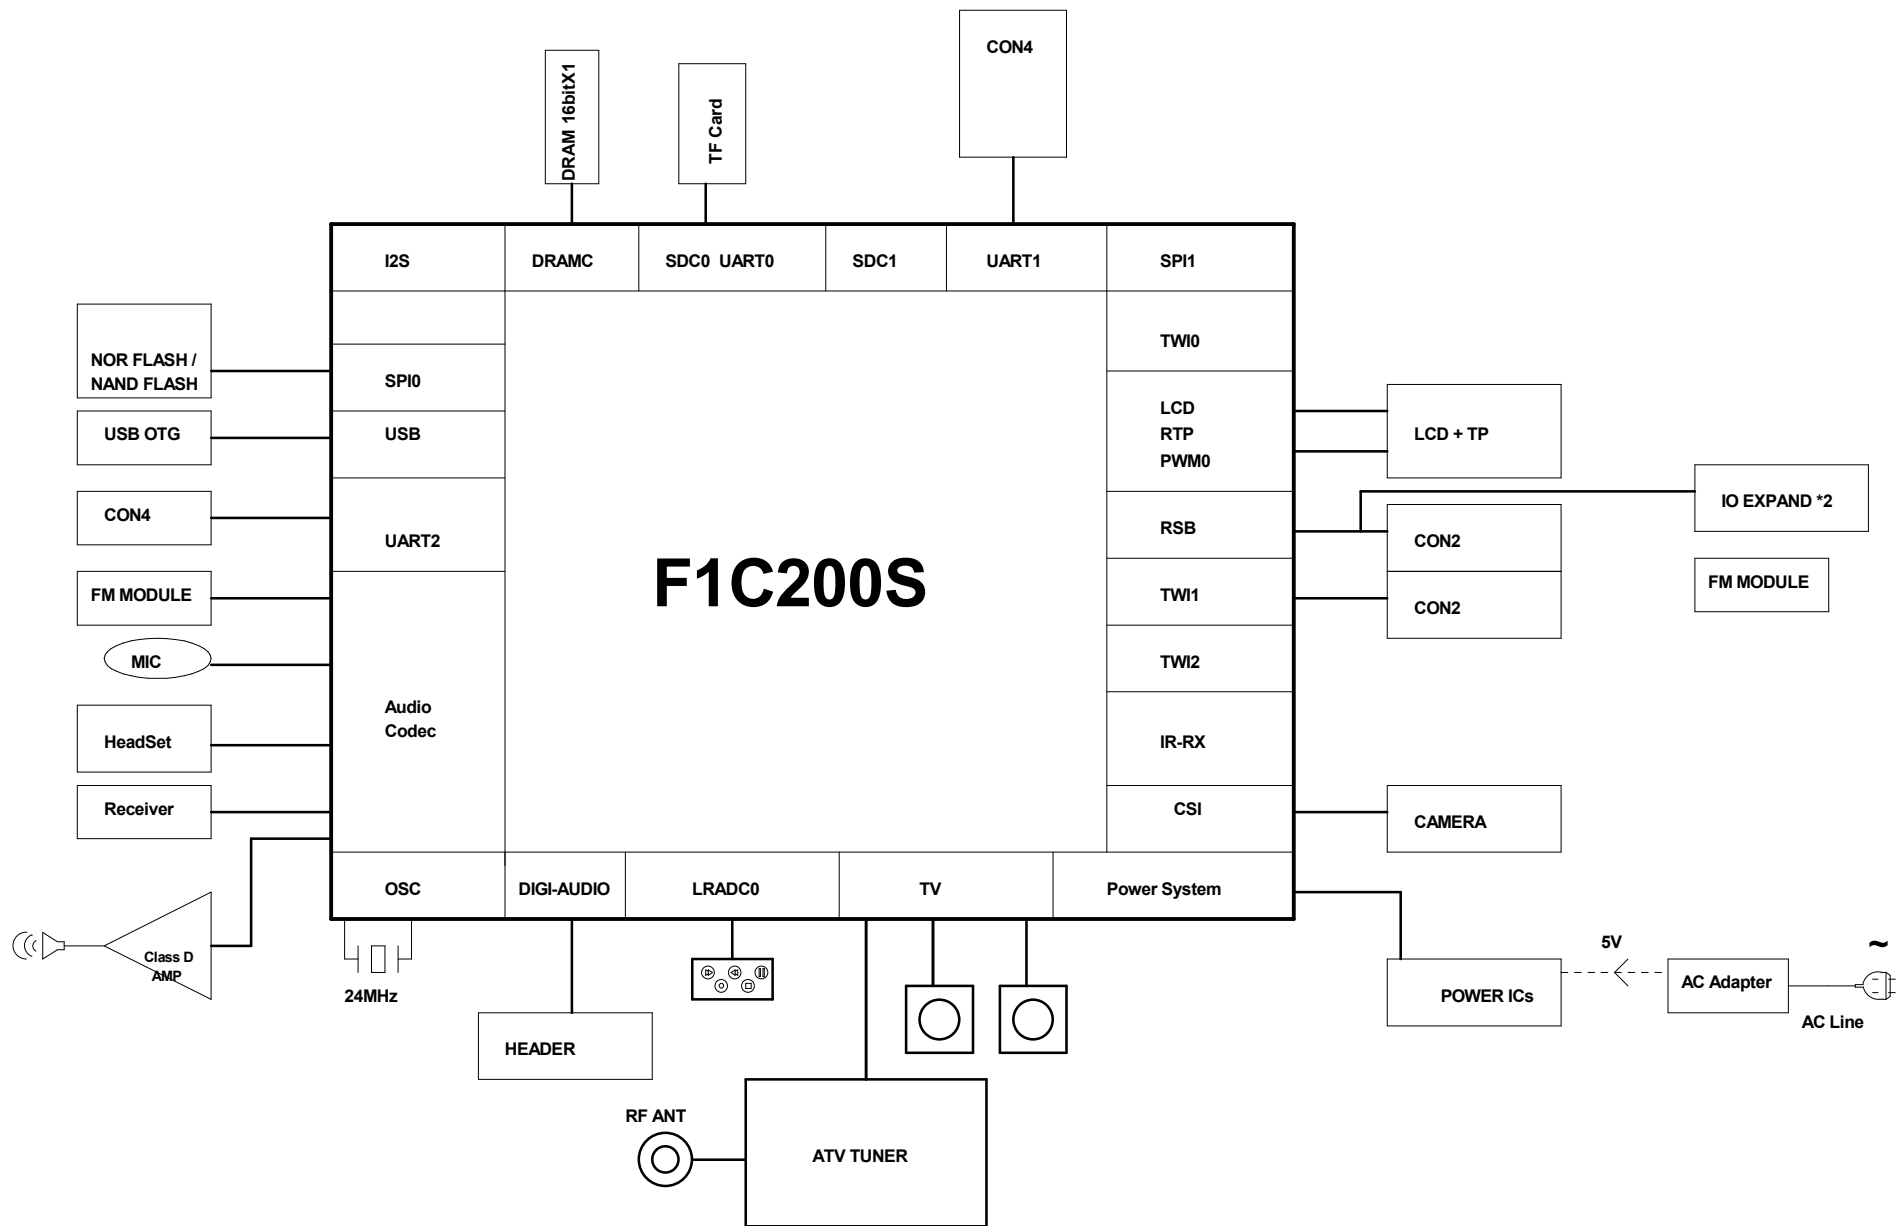 CON4
DRAM 16bitX1
TF Card
I2S
DRAMC
SDC0 UART0
SDC1
UART1
SPI1
NOR FLASH /
NAND FLASH
SPI0
USB OTG
USB
CON4
UART2
FM MODULE
MIC
Audio
Codec
HeadSet
Receiver
F1C200S
TWI0
LCD
RTP
PWM0
LCD + TP
RSB
IO EXPAND *2
CON2
TWI1
CON2
FM MODULE
TWI2
IR-RX
CSI
CAMERA
OSC
DIGI-AUDIO
LRADC0
TV
Power System
Class D
AMP
24MHz
HEADER
5V
~
POWER ICs
AC Adapter
AC Line
RF ANT
ATV TUNER